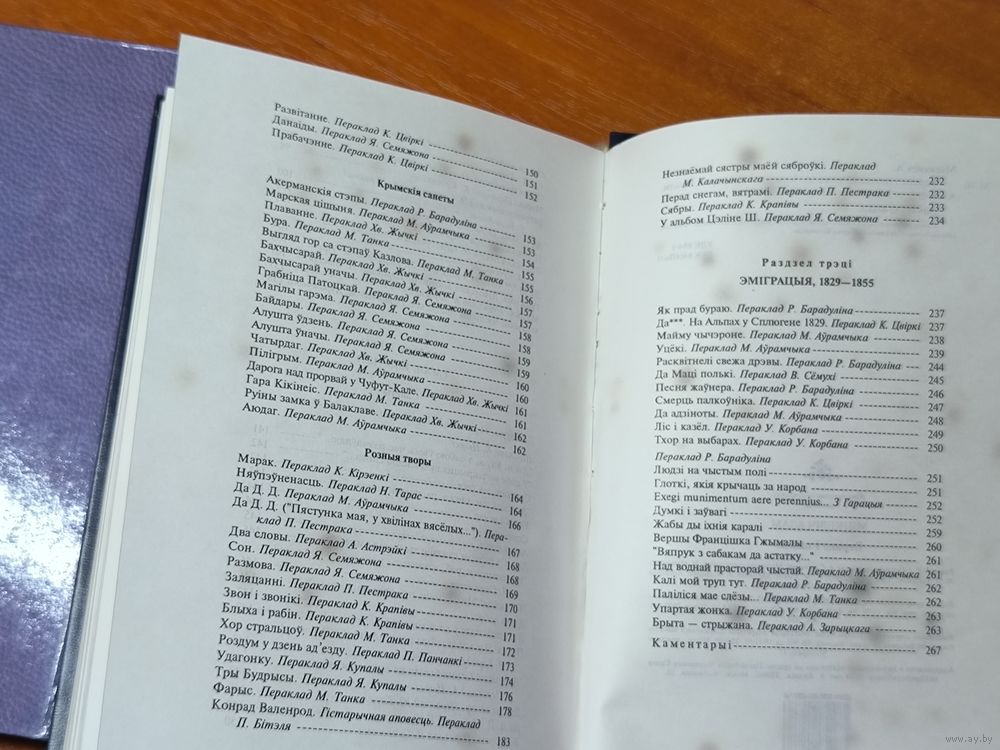 Развітанне. Пераклад К. Цвіркі 150
Данаіды. Пераклад Я. Семяжона 151
Прабачэнне. Пераклад К. Цвіркі 152
Крымскія санеты
Акерманскія стэпы. Пераклад Р. Барадуліна 153
Марская цішыня. Пераклад М. Аўрамчыка 153
Плаванне. Пераклад Хв. Жычкі 154
Бура. Пераклад М. Танка 155
Выгляд гор са стэпаў Казлова. Пераклад М. Танка 155
Бахчысарай. Пераклад Хв. Жычкі 156
Бахчысарай уначы. Пераклад Хв. Жычкі 157
Грабніца Патоцкай. Пераклад Я. Семяжона 157
Магілы гарэма. Пераклад Я. Семяжона 158
Байдары. Пераклад Я. Семяжона 158
Алушта ўдзень. Пераклад Я. Семяжона 159
Алушта ўначы. Пераклад Я. Семяжона 159
Чатырдаг. Пераклад Хв. Жычкі 160
Пілігрым. Пераклад М. Аўрамчыка 160
Дарога над прорвай у Чуфут-Кале. Пераклад Хв. Жычкі 161
Гара Кікінеіс. Пераклад М. Танка 161
Руіны замка ў Балаклаве. Пераклад Хв. Жычкі 162
Аюдаг. Пераклад М. Аўрамчыка 162
Розныя творы
Марак. Пераклад К. Кірэенкі 164
Няўпэўненасць. Пераклад Н. Тарас 164
Да Д. Д. Пераклад М. Аўрамчыка 166
Да Д. Д. ("Пястунка мая, у хвілінах вясёлых..."). Пера-
клад П. Пестрака 167
Два словы. Пераклад А. Астрэйкі 168
Сон. Пераклад Я. Семяжона 168
Размова. Пераклад Я. Семяжона 169
Заляцанні. Пераклад П. Пестрака 170
Звон і звонікі. Пераклад К. Крапівы 171
Блыха і рабін. Пераклад К. Крапівы 171
Хор стральцоў. Пераклад М. Танка 172
Роздум у дзень ад'езду. Пераклад П. Панчанкі 173
Удагонку. Пераклад Я. Купалы 174
Тры Будрысы. Пераклад Я. Купалы 176
Фарыс. Пераклад М. Танка 178
Конрад Валенрод. Гістарычная аповесць. Пераклад
П. Бітэля 183
Незнаёмай сястры маёй сяброўкі. Пераклад
М. Калачынскага 232
Перад снегам, вятрамі. Пераклад П. Пестрака 232
Сябры. Пераклад К. Крапівы 233
У альбом Цэліне Ш. Пераклад Я. Семяжона 234
Раздзел трэці
ЭМІГРАЦЫЯ, 1829—1855
Як прад бураю. Пераклад Р. Барадуліна 237
Да***. На Альпах у Сплюгене 1829. Пераклад К. Цвіркі 237
Майму чычэроне. Пераклад М. Аўрамчыка 238
Уцёкі. Пераклад М. Аўрамчыка 239
Расквітнелі свежа дрэвы. Пераклад Р. Барадуліна 244
Да Маці полькі. Пераклад В. Сёмухі 245
Песня жаўнера. Пераклад Р. Барадуліна 246
Смерць палкоўніка. Пераклад К. Цвіркі 247
Да адзіноты. Пераклад М. Аўрамчыка 248
Ліс і казёл. Пераклад У. Корбана 249
Тхор на выбарах. Пераклад У. Корбана 250
Пераклад Р. Барадуліна
Людзі на чыстым полі 251
Глоткі, якія крычаць за народ 251
Exegi munimentum aere perennius... З Гарацыя 252
Думкі і заўвагі 252
Жабы ды іхнія каралі 252
Вершы Францішка Гжымалы 260
"Вяпрук з сабакам да астатку..." 261
Над воднай прасторай чыстай. Пераклад М. Аўрамчыка 261
Калі мой труп тут. Пераклад Р. Барадуліна 262
Паліліся мае слёзы... Пераклад М. Танка 262
Упартая жонка. Пераклад У. Корбана 263
Брыта — стрыжана. Пераклад А. Зарыцкага 263
Каментарыі 267
www.ay.by